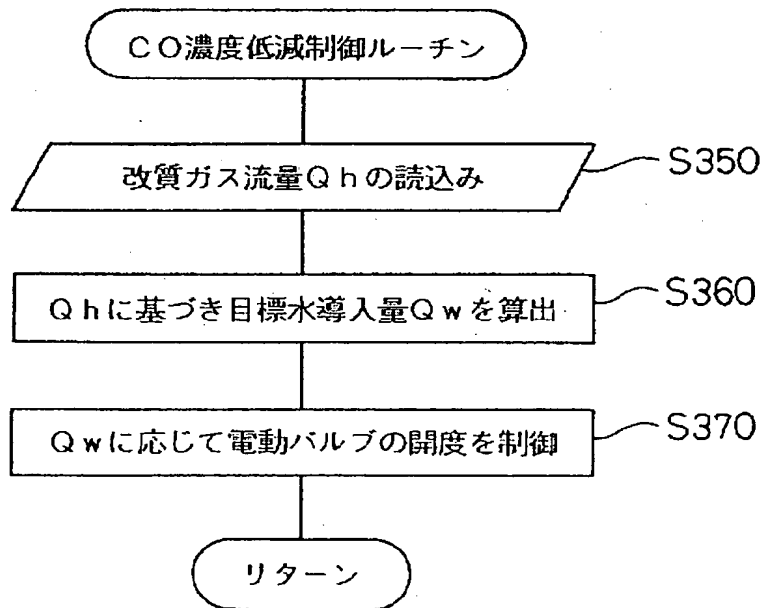 CO濃度低減制御ルーチン
改質ガス流量Qhの読込み
S350
Qhに基づき目標水導入量Qwを算出
S360
Qwに応じて電動バルブの開度を制御
S370
リターン